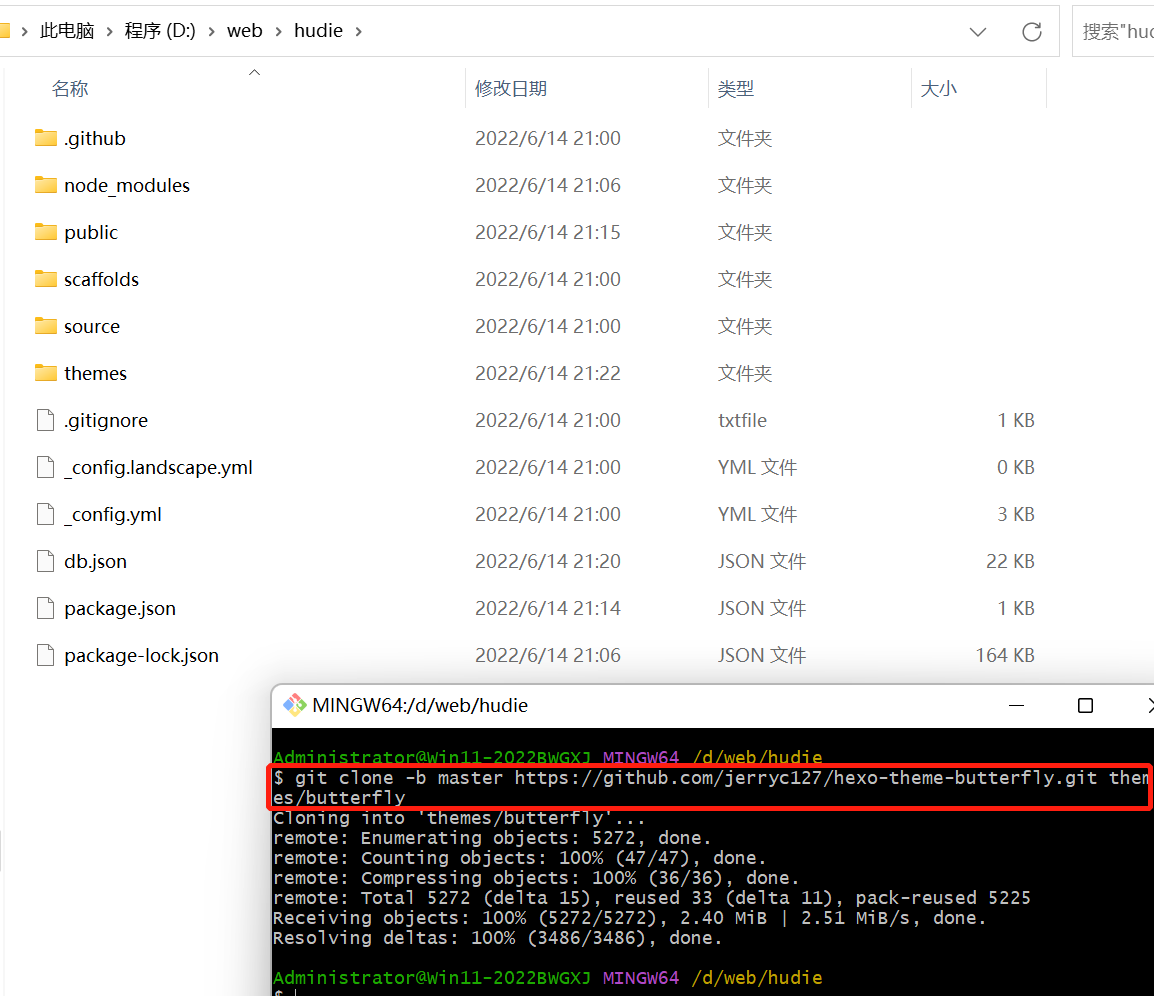 此电脑 > 程序 (D:) > web > hudie >
搜索"hud
名称 修改日期 类型 大小
.github 2022/6/14 21:00 文件夹
node_modules 2022/6/14 21:06 文件夹
public 2022/6/14 21:15 文件夹
scaffolds 2022/6/14 21:00 文件夹
source 2022/6/14 21:00 文件夹
themes 2022/6/14 21:22 文件夹
.gitignore 2022/6/14 21:00 txtfile 1 KB
_config.landscape.yml 2022/6/14 21:00 YML 文件 0 KB
_config.yml 2022/6/14 21:00 YML 文件 3 KB
db.json 2022/6/14 21:20 JSON 文件 22 KB
package.json 2022/6/14 21:14 JSON 文件 1 KB
package-lock.json 2022/6/14 21:06 JSON 文件 164 KB
MINGW64:/d/web/hudie
Administrator@Win11-2022BWGXJ MINGW64 /d/web/hudie
$ git clone -b master https://github.com/jerryc127/hexo-theme-butterfly.git them
es/butterfly
Cloning into 'themes/butterfly'...
remote: Enumerating objects: 5272, done.
remote: Counting objects: 100% (47/47), done.
remote: Compressing objects: 100% (36/36), done.
remote: Total 5272 (delta 15), reused 33 (delta 11), pack-reused 5225
Receiving objects: 100% (5272/5272), 2.40 MiB | 2.51 MiB/s, done.
Resolving deltas: 100% (3486/3486), done.
Administrator@Win11-2022BWGXJ MINGW64 /d/web/hudie
$